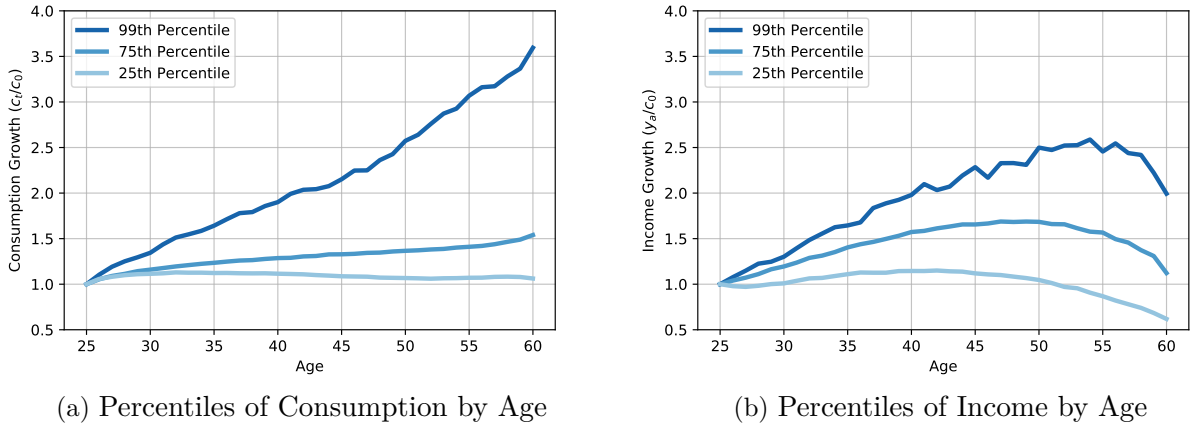 4.0
3.5
3.0
2.5
2.0
1.5
1.0
0.5
Consumption Growth (c_t/c_0)
99th Percentile
75th Percentile
25th Percentile
25 30 35 40 45 50 55 60
Age
(a) Percentiles of Consumption by Age
4.0
3.5
3.0
2.5
2.0
1.5
1.0
0.5
Income Growth (y_a/c_0)
99th Percentile
75th Percentile
25th Percentile
25 30 35 40 45 50 55 60
Age
(b) Percentiles of Income by Age